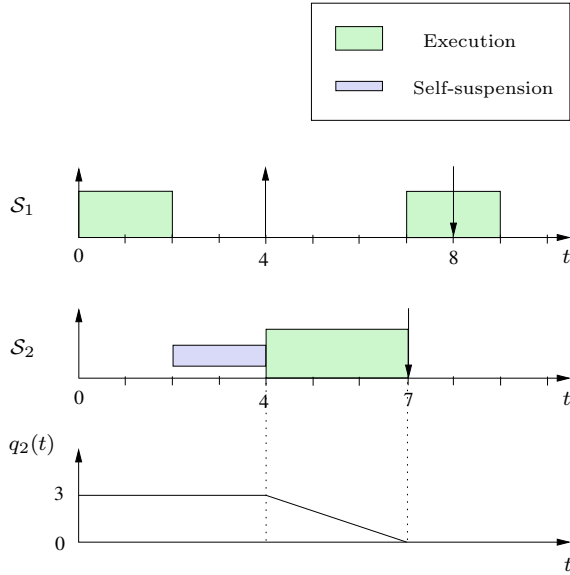 Execution
Self-suspension
𝒮₁
0
4
8
t
𝒮₂
0
4
7
t
q₂(t)
3
0
t